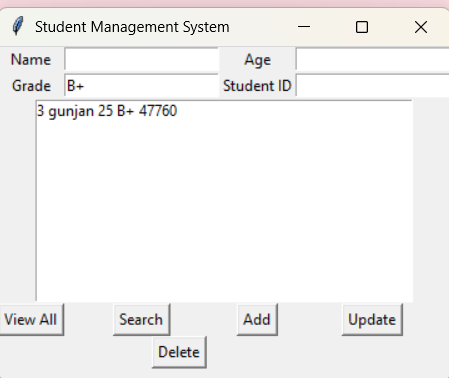 Student Management System
Name Age
Grade B+ Student ID
3 gunjan 25 B+ 47760
View All Search Add Update
Delete